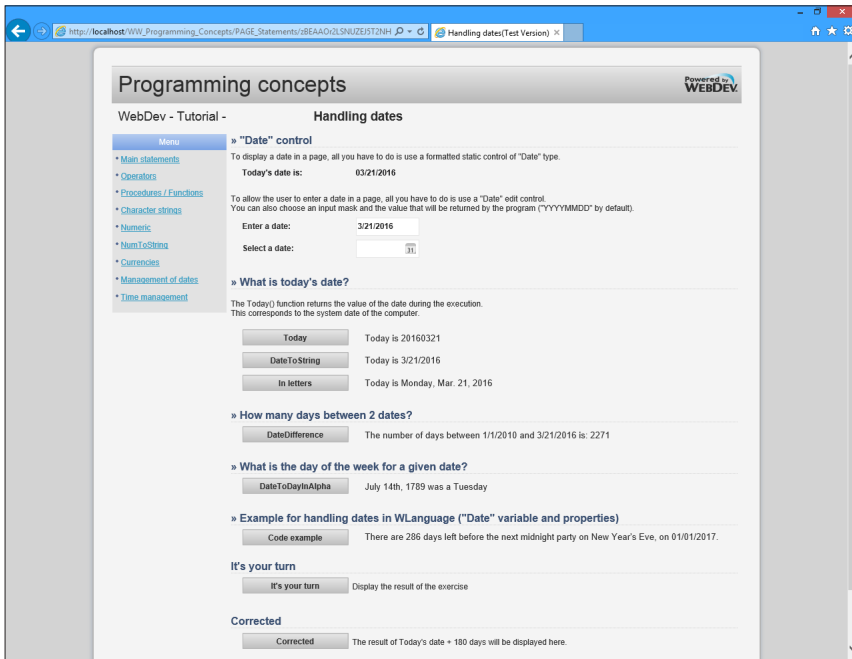 http://localhost/WW_Programming_Concepts/PAGE_Statements/zBEAAOr2LSNUZEJ5T2NH
Handling dates(Test Version)
Programming concepts
Powered by
WEBDEV.
WebDev - Tutorial -
Handling dates
Menu
• Main statements
• Operators
• Procedures / Functions
• Character strings
• Numeric
• NumToString
• Currencies
• Management of dates
• Time management
» "Date" control
To display a date in a page, all you have to do is use a formatted static control of "Date" type.
Today's date is: 03/21/2016
To allow the user to enter a date in a page, all you have to do is use a "Date" edit control.
You can also choose an input mask and the value that will be returned by the program ("YYYYMMDD" by default).
Enter a date: 3/21/2016
Select a date: 31
» What is today's date?
The Today() function returns the value of the date during the execution.
This corresponds to the system date of the computer.
Today Today is 20160321
DateToString Today is 3/21/2016
In letters Today is Monday, Mar. 21, 2016
» How many days between 2 dates?
DateDifference The number of days between 1/1/2010 and 3/21/2016 is: 2271
» What is the day of the week for a given date?
DateToDayInAlpha July 14th, 1789 was a Tuesday
» Example for handling dates in WLanguage ("Date" variable and properties)
Code example There are 286 days left before the next midnight party on New Year's Eve, on 01/01/2017.
It's your turn
It's your turn Display the result of the exercise
Corrected
Corrected The result of Today's date + 180 days will be displayed here.